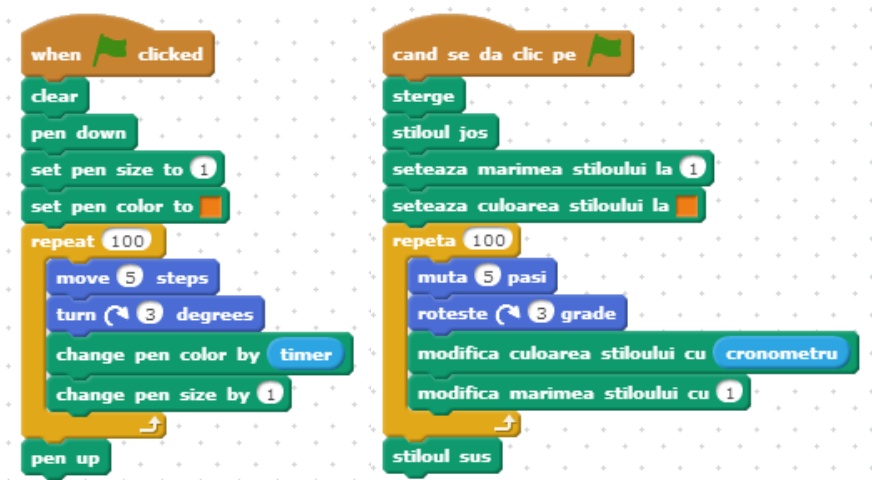 when clicked
clear
pen down
set pen size to 1
set pen color to
repeat 100
move 5 steps
turn 3 degrees
change pen color by timer
change pen size by 1
pen up
cand se da clic pe
sterge
stiloul jos
seteaza marimea stiloului la 1
seteaza culoarea stiloului la
repeta 100
muta 5 pasi
roteste 3 grade
modifica culoarea stiloului cu cronometru
modifica marimea stiloului cu 1
stiloul sus